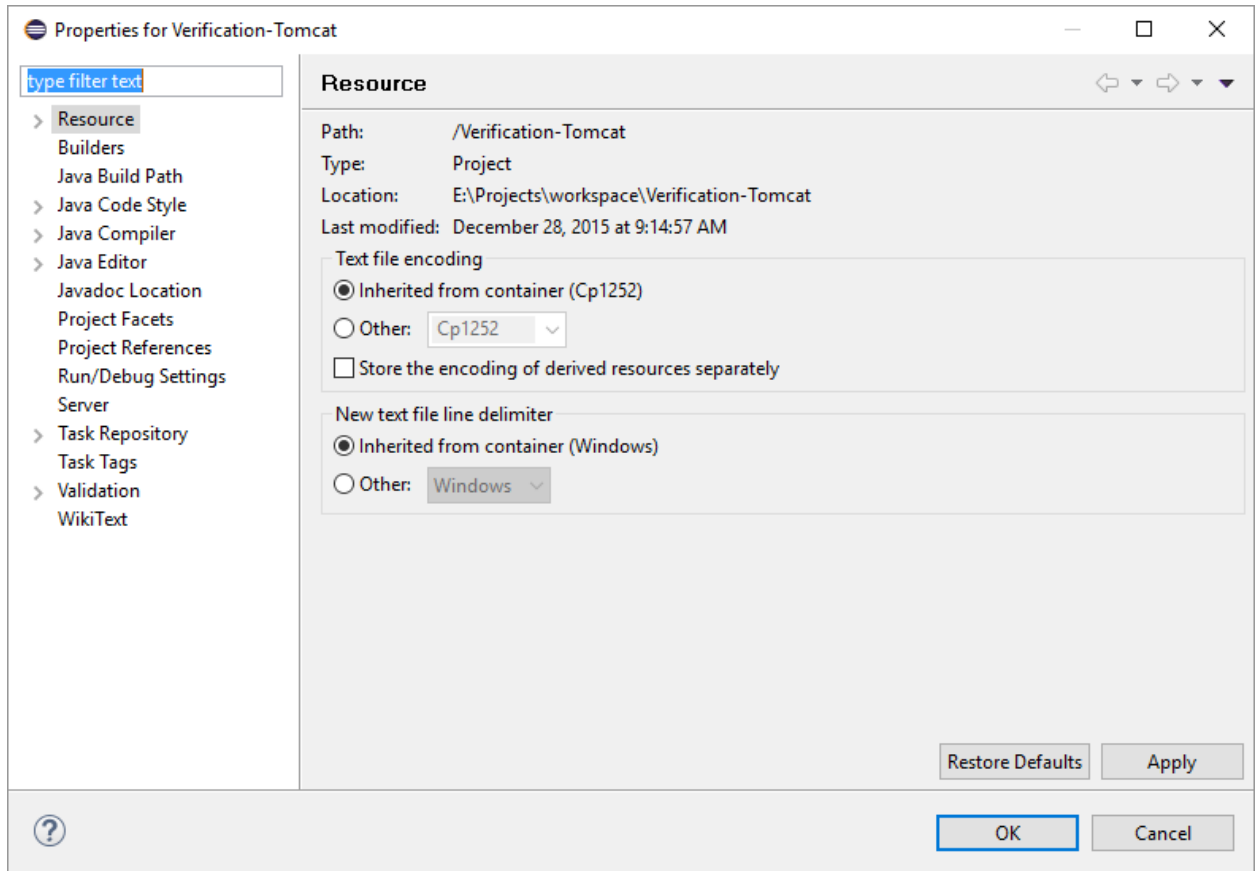 Properties for Verification-Tomcat
type filter text
Resource
Builders
Java Build Path
Java Code Style
Java Compiler
Java Editor
Javadoc Location
Project Facets
Project References
Run/Debug Settings
Server
Task Repository
Task Tags
Validation
WikiText
Resource
Path: /Verification-Tomcat
Type: Project
Location: E:\Projects\workspace\Verification-Tomcat
Last modified: December 28, 2015 at 9:14:57 AM
Text file encoding
Inherited from container (Cp1252)
Other: Cp1252
Store the encoding of derived resources separately
New text file line delimiter
Inherited from container (Windows)
Other: Windows
Restore Defaults Apply
OK Cancel